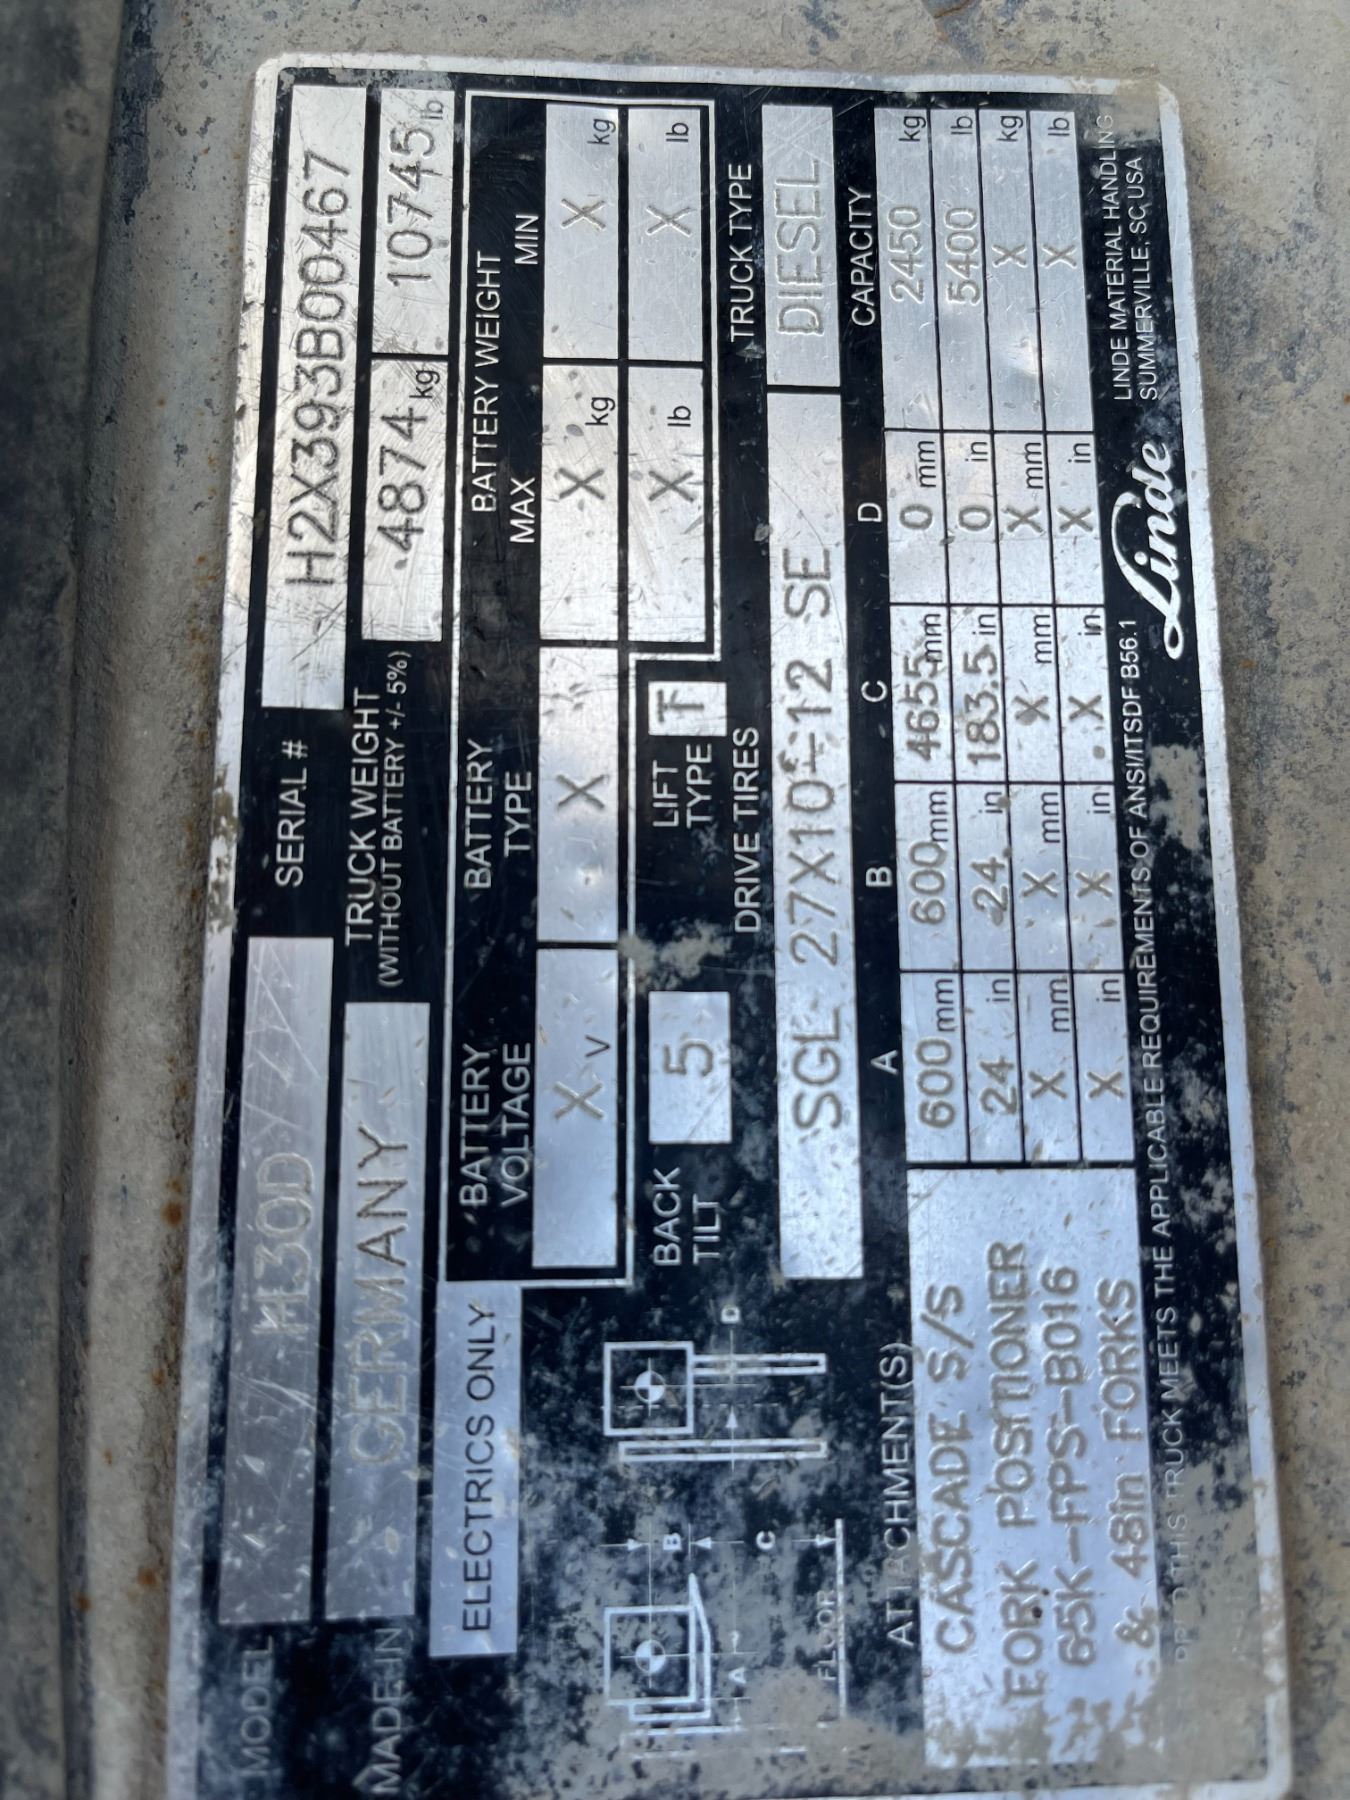 MODEL H30D SERIAL # H2X393B00467
MADE IN GERMANY TRUCK WEIGHT 4874 kg 10745 lb
(WITHOUT BATTERY +/- 5%)
ELECTRICS ONLY
BATTERY VOLTAGE BATTERY TYPE BATTERY WEIGHT
MAX MIN
X V X X kg X kg
X lb X lb
BACK TILT 5 LIFT TYPE T
DRIVE TIRES TRUCK TYPE
SGL 27X10-12 SE DIESEL
A B C D
FLOOR
ATTACHMENT(S) A B C D CAPACITY
CASCADE S/S 600 mm 600 mm 4655 mm 0 mm 2450 kg
FORK POSITIONER 24 in 24 in 183.5 in 0 in 5400 lb
65K-FPS-B016 X mm X mm X mm X mm X kg
& 48in FORKS X in X in X in X in X lb
THIS TRUCK MEETS THE APPLICABLE REQUIREMENTS OF ANSI/ITSDF B56.1
Linde
LINDE MATERIAL HANDLING
SUMMERVILLE, SC USA